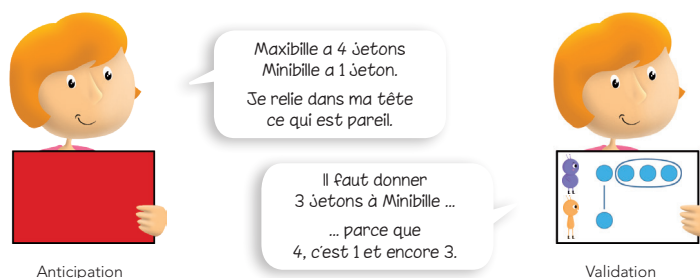 Maxibille a 4 jetons
Minibille a 1 jeton.
Je relie dans ma tête
ce qui est pareil.
Il faut donner
3 jetons à Minibille ...
... parce que
4, c'est 1 et encore 3.
Anticipation
Validation